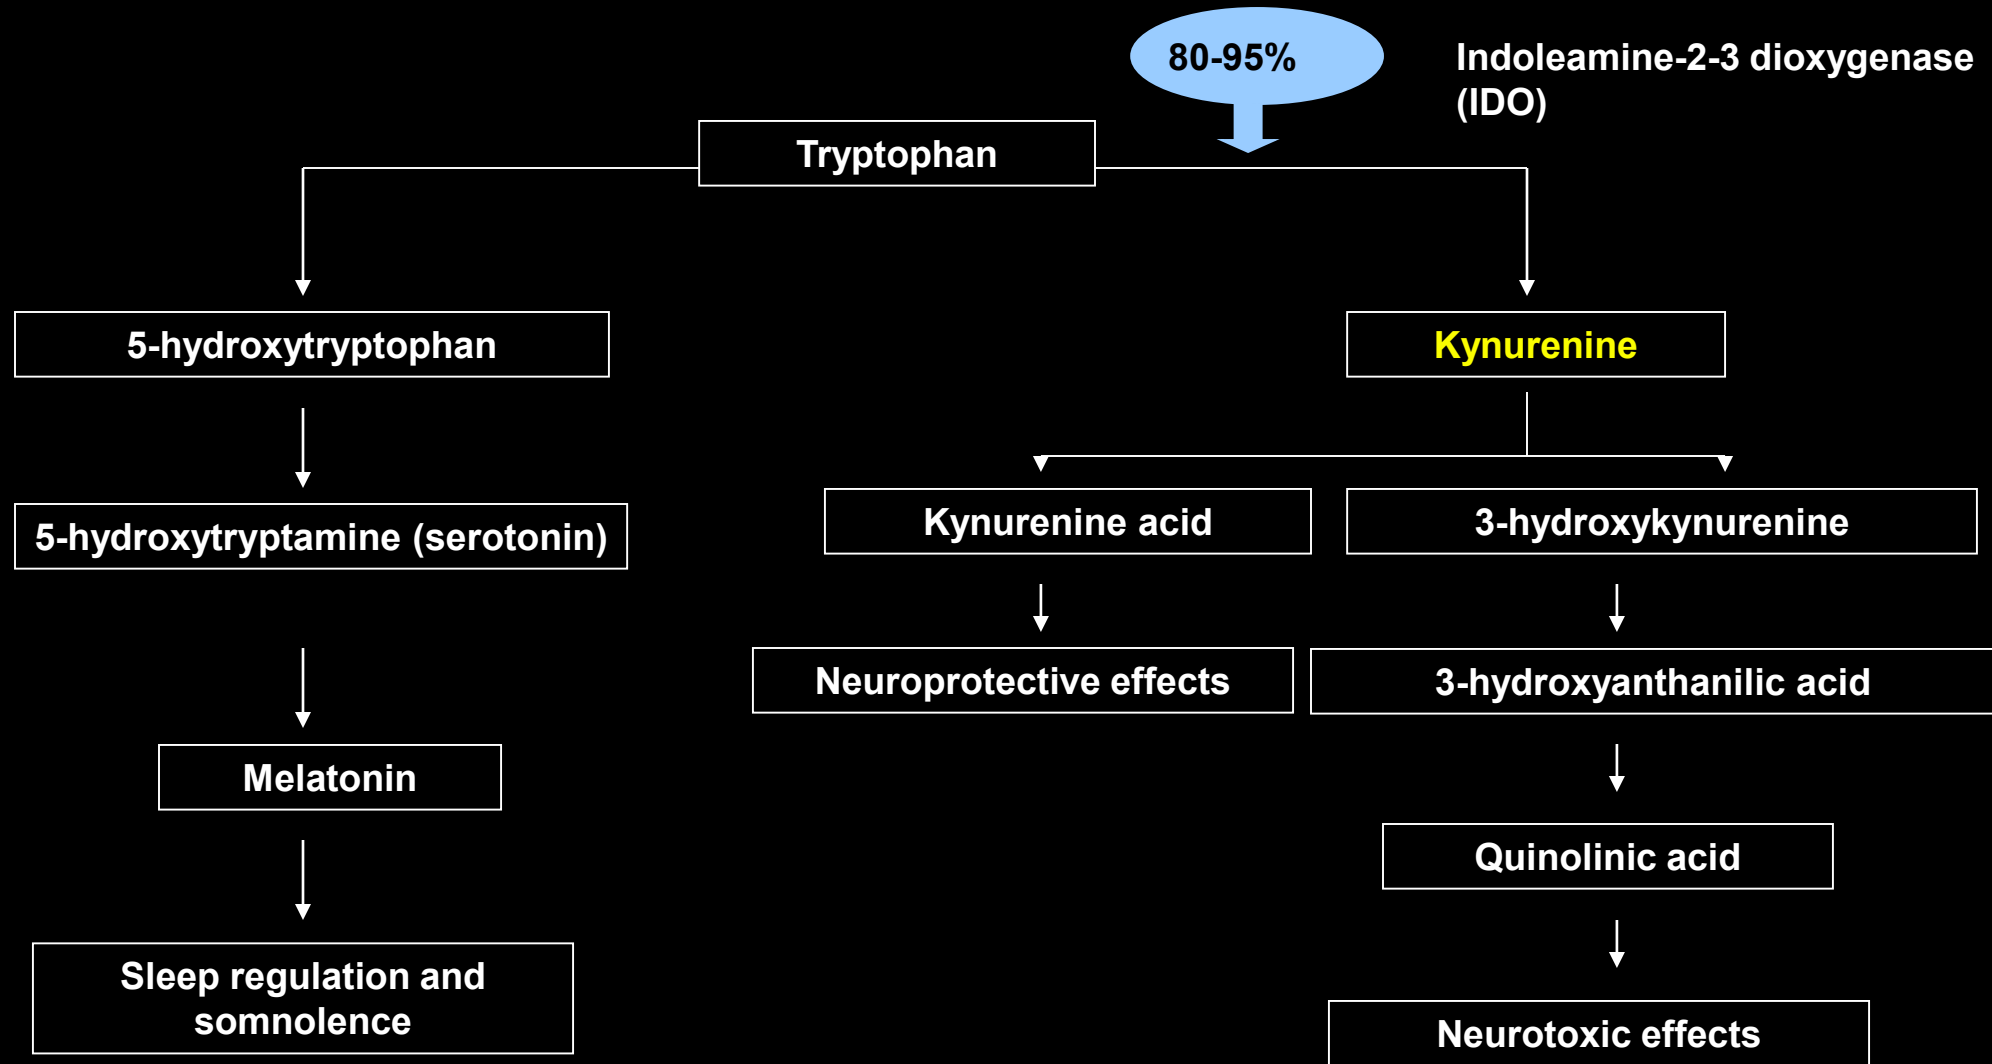 80-95%
Indoleamine-2-3 dioxygenase
(IDO)
Tryptophan
5-hydroxytryptophan
Kynurenine
5-hydroxytryptamine (serotonin)
Kynurenine acid
3-hydroxykynurenine
Neuroprotective effects
3-hydroxyanthanilic acid
Melatonin
Quinolinic acid
Sleep regulation and
somnolence
Neurotoxic effects